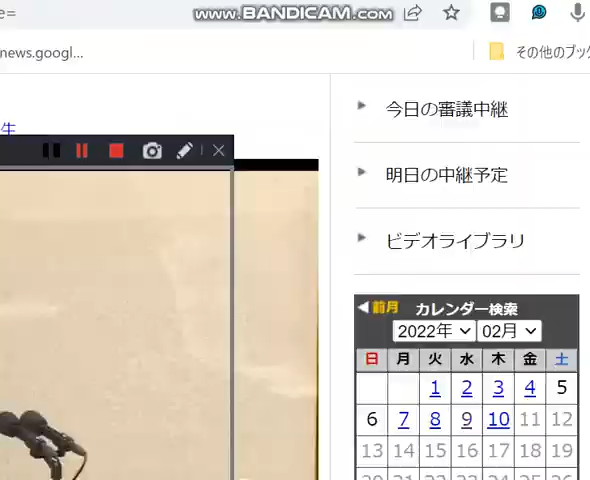 e=
www.BANDICAM.com
news.googl...
その他のブック
生
今日の審議中継
明日の中継予定
ビデオライブラリ
前月 カレンダー検索
2022年 02月
日 月 火 水 木 金 土
1 2 3 4 5
6 7 8 9 10 11 12
13 14 15 16 17 18 19